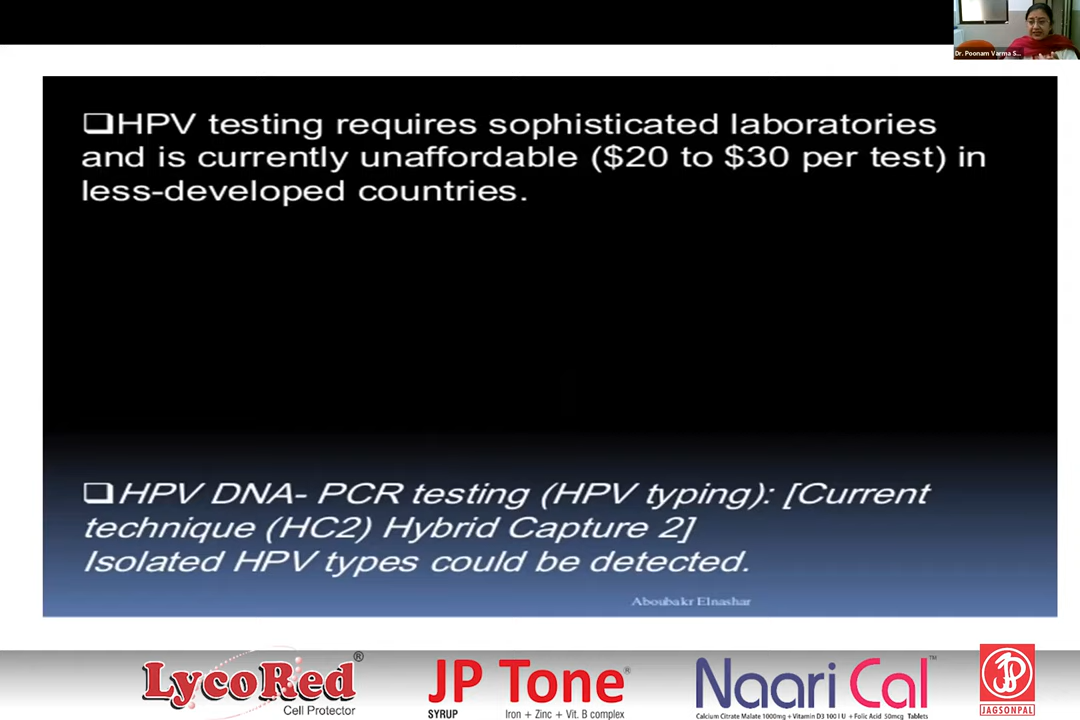 Dr. Poonam Varma S...
❑HPV testing requires sophisticated laboratories
and is currently unaffordable ($20 to $30 per test) in
less-developed countries.
❑HPV DNA- PCR testing (HPV typing): [Current
technique (HC2) Hybrid Capture 2]
Isolated HPV types could be detected.
Aboubakr Elnashar
LycoRed®
Cell Protector
JP Tone®
SYRUP Iron + Zinc + Vit. B complex
Naari Cal™
Calcium Citrate Malate 1000mg + Vitamin D3 100 I U + Folic Acid 50mcg Tablets
JAGSONPAL